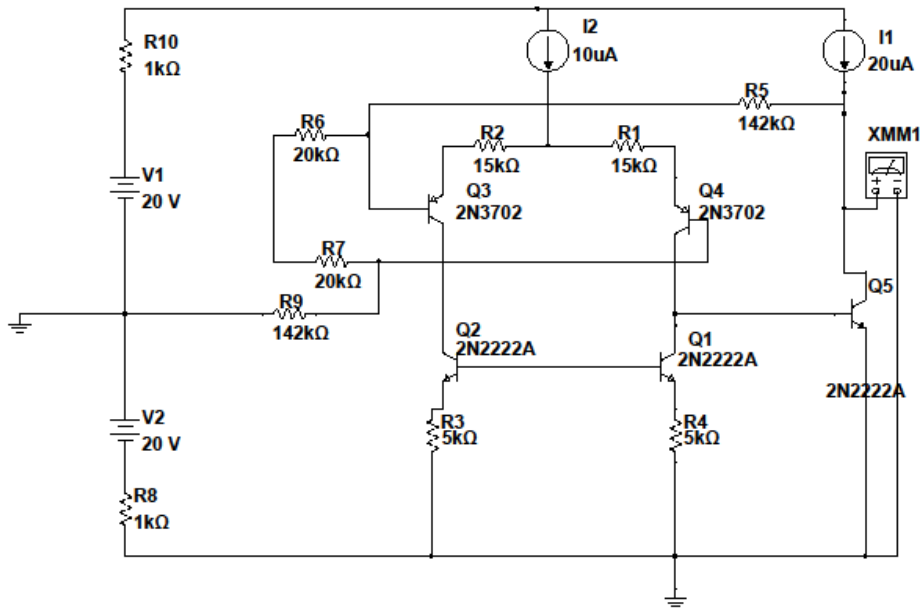 R10
1kΩ
I2
10uA
I1
20uA
R5
142kΩ
XMM1
R6
20kΩ
R2
15kΩ
R1
15kΩ
V1
20 V
Q3
2N3702
Q4
2N3702
R7
20kΩ
R9
142kΩ
Q5
2N2222A
Q2
2N2222A
Q1
2N2222A
V2
20 V
R3
5kΩ
R4
5kΩ
R8
1kΩ